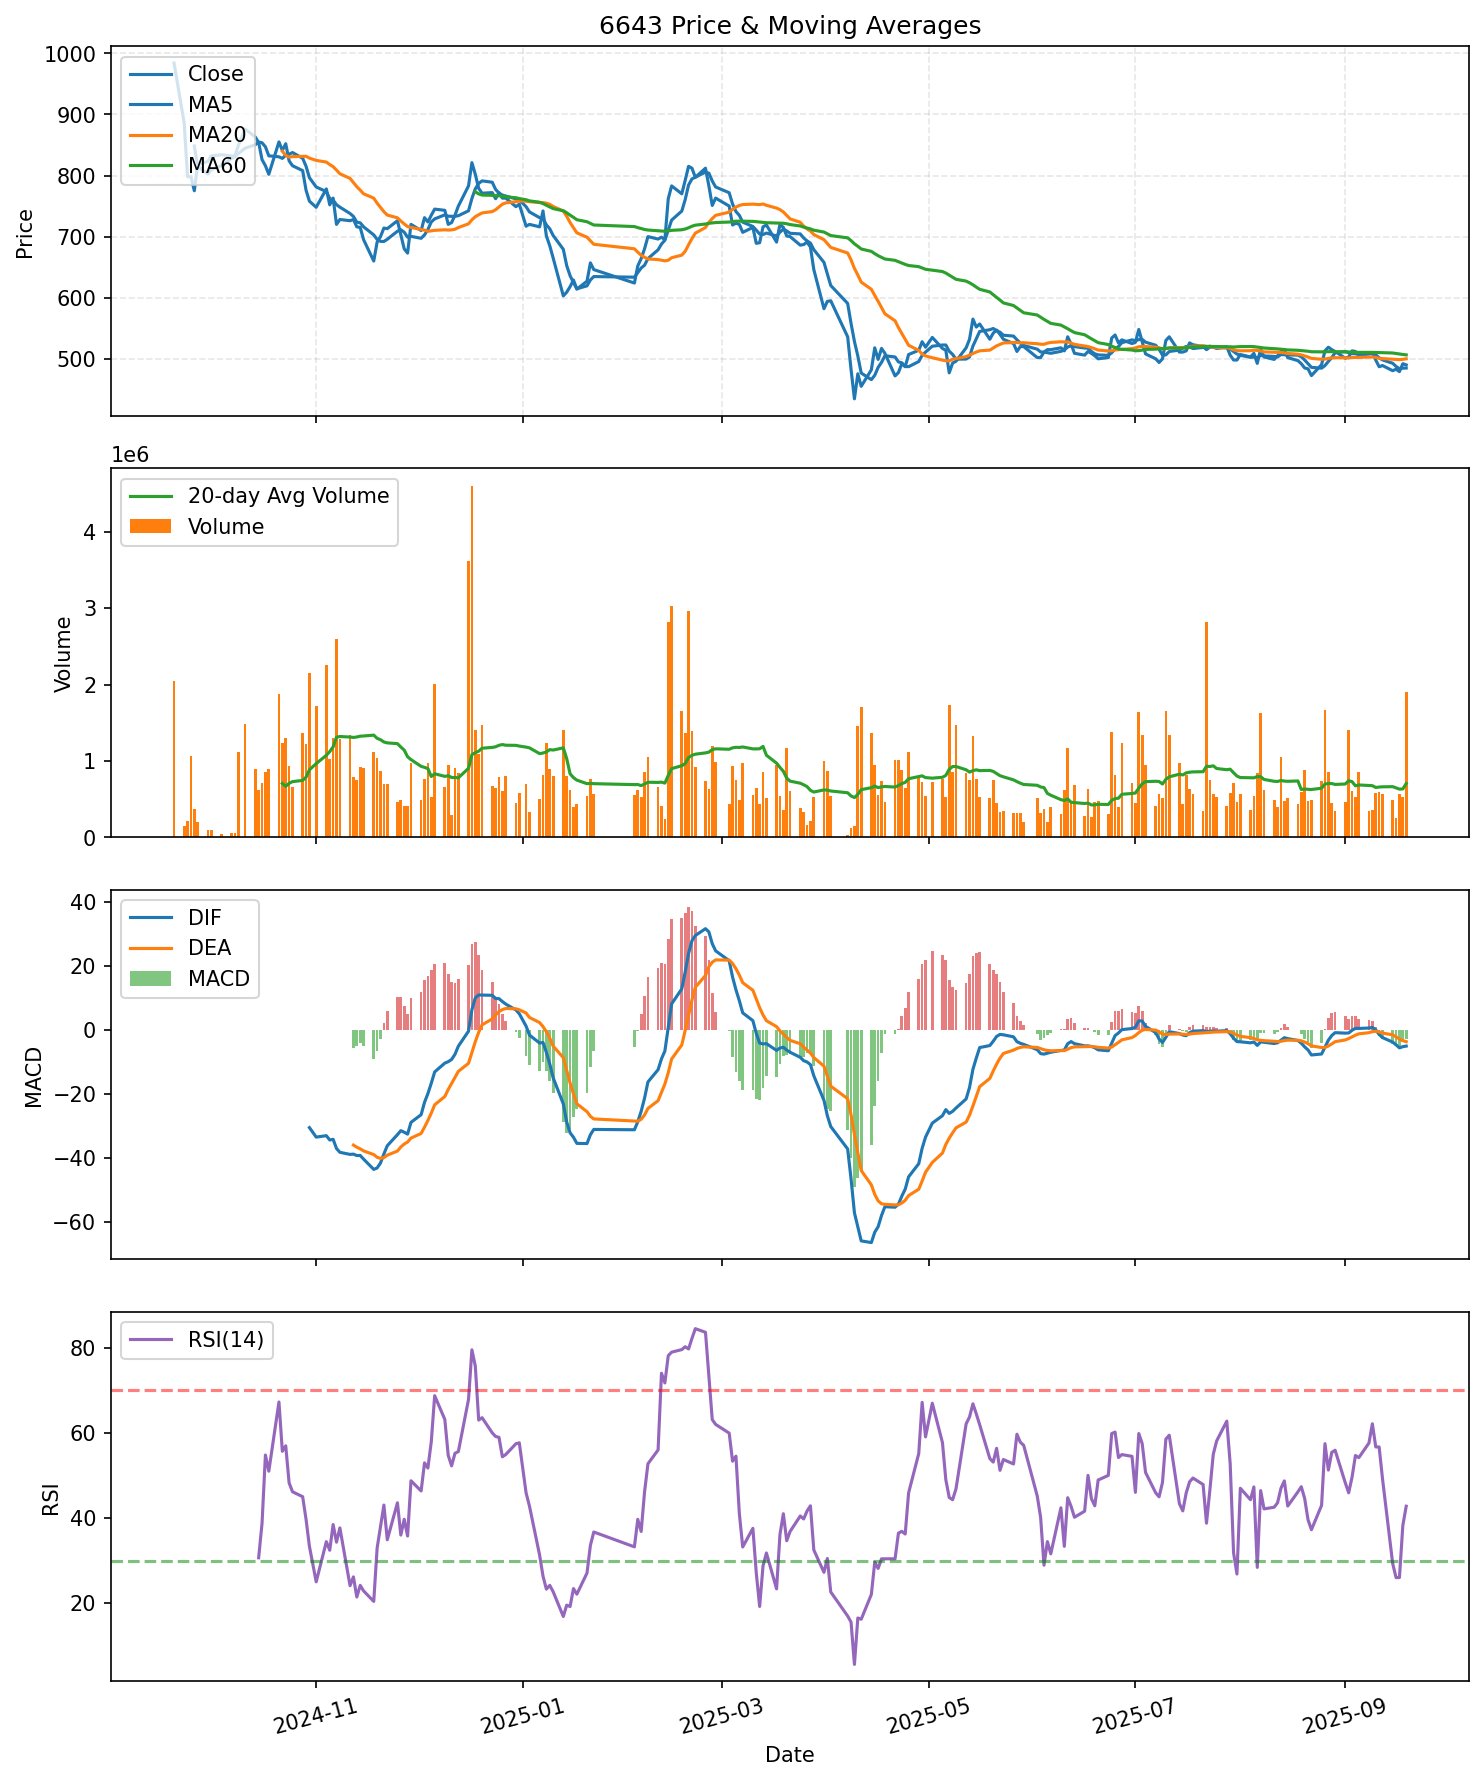 6643 Price & Moving Averages
Close
MA5
MA20
MA60
1000
900
800
700
600
500
Price
1e6
20-day Avg Volume
Volume
4
3
2
1
0
Volume
DIF
DEA
MACD
40
20
0
−20
−40
−60
MACD
RSI(14)
80
60
40
20
RSI
2024-11
2025-01
2025-03
2025-05
2025-07
2025-09
Date